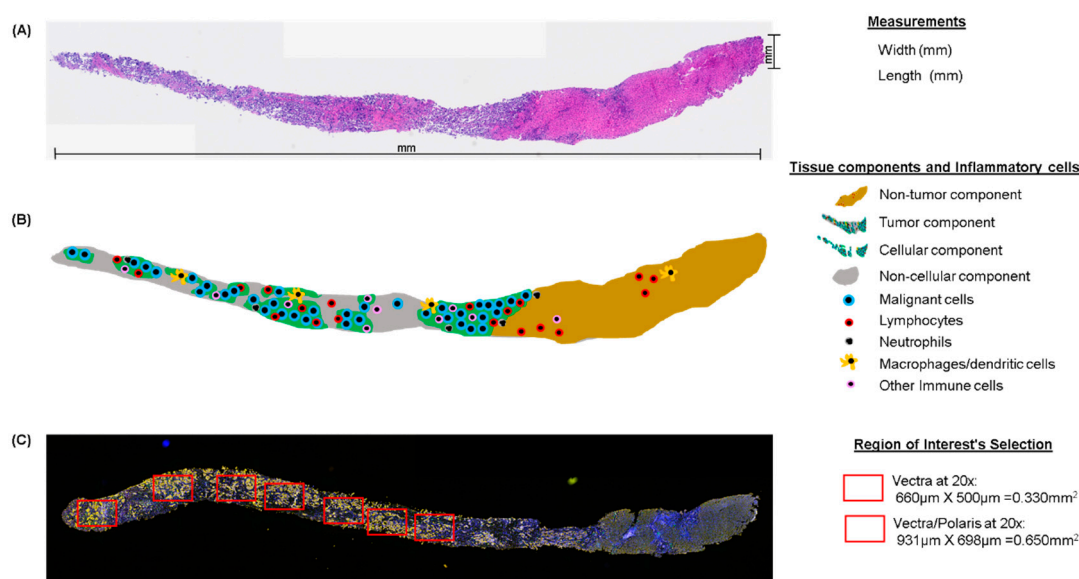 (A)
mm
mm
Measurements
Width (mm)
Length (mm)
Tissue components and Inflammatory cells
Non-tumor component
Tumor component
Cellular component
Non-cellular component
Malignant cells
Lymphocytes
Neutrophils
Macrophages/dendritic cells
Other Immune cells
(B)
(C)
Region of Interest's Selection
Vectra at 20x:
660µm X 500µm =0.330mm²
Vectra/Polaris at 20x:
931µm X 698µm =0.650mm²